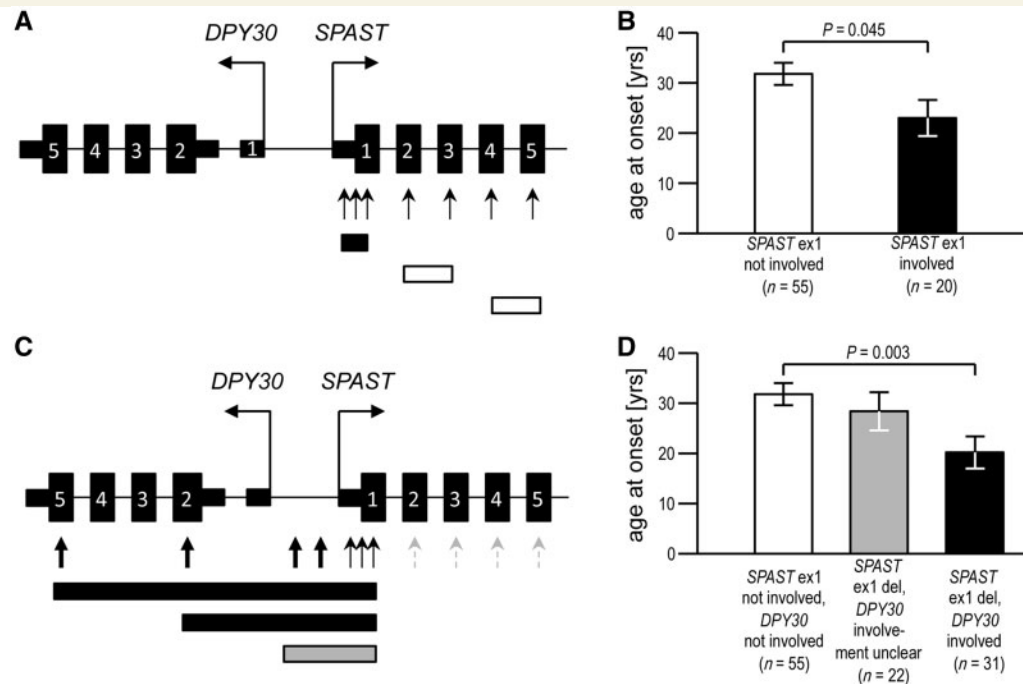 A
DPY30 SPAST
5 4 3 2 1 1 2 3 4 5
B
P = 0.045
age at onset [yrs]
40
30
20
10
0
SPAST ex1
not involved
(n = 55)
SPAST ex1
involved
(n = 20)
C
DPY30 SPAST
5 4 3 2 1 2 3 4 5
D
P = 0.003
age at onset [yrs]
40
30
20
10
0
SPAST ex1
not involved,
DPY30
not involved
(n = 55)
SPAST
ex1 del,
DPY30
involve-
ment unclear
(n = 22)
SPAST
ex1 del,
DPY30
involved
(n = 31)